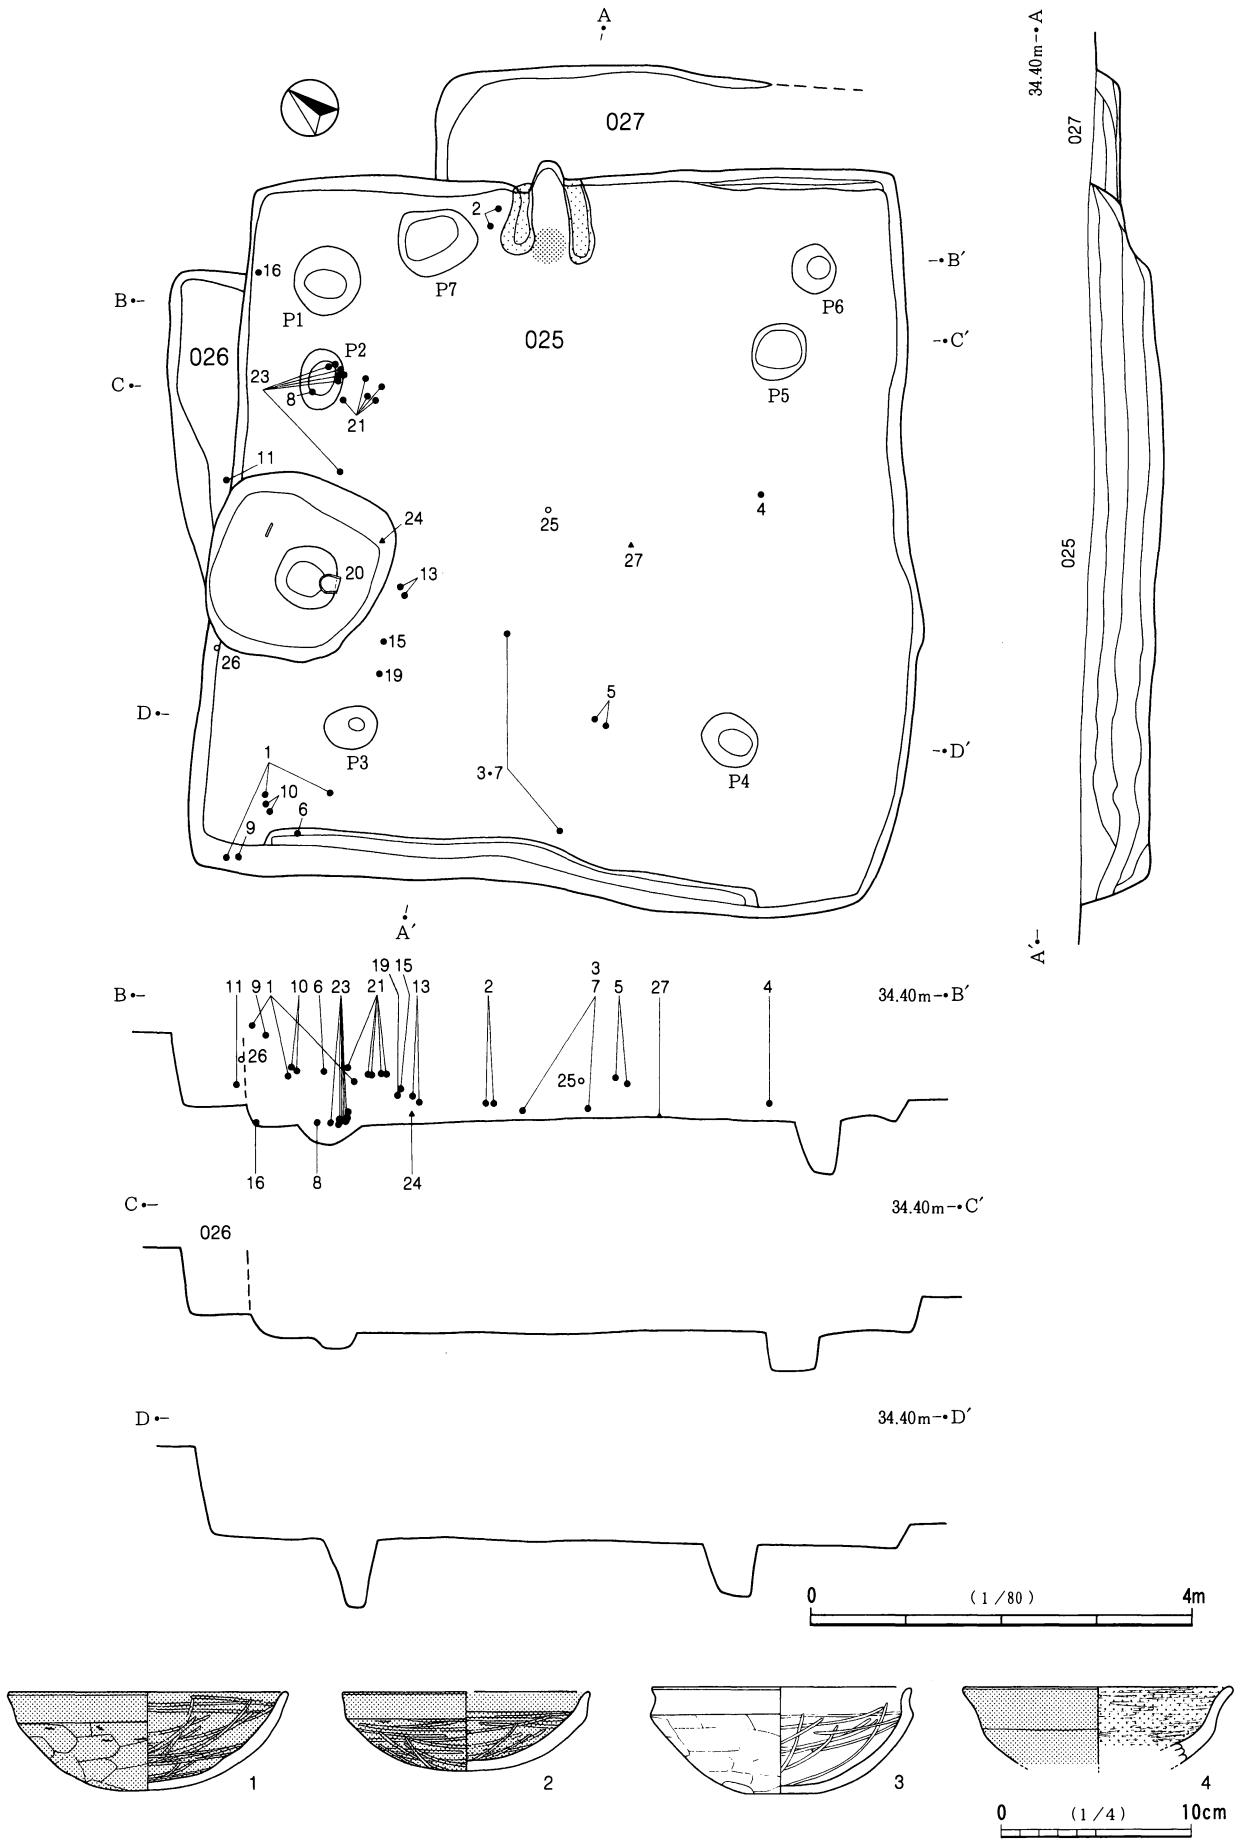 A
34.40m A
027
027
2
16
B′
B
P7
P6
P1
026
025
C′
P2
C
23
P5
8
21
11
4
24
25
025
27
20
13
15
26
19
5
D
1
P3
3•7
P4
D′
10
6
9
A′
A′
B
11
9
1
10
6
23
21
19
15
13
2
3
7
5
27
4
34.40m B′
26
25
16
8
24
C
34.40m C′
026
D
34.40m D′
0
(1/80)
4m
1
2
3
4
0
(1/4)
10cm